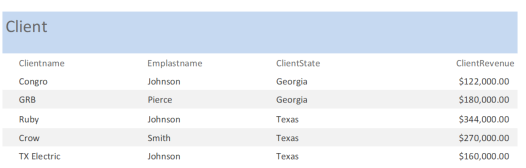 Client
Clientname Emplastname ClientState ClientRevenue
Congro Johnson Georgia $122,000.00
GRB Pierce Georgia $180,000.00
Ruby Johnson Texas $344,000.00
Crow Smith Texas $270,000.00
TX Electric Johnson Texas $160,000.00